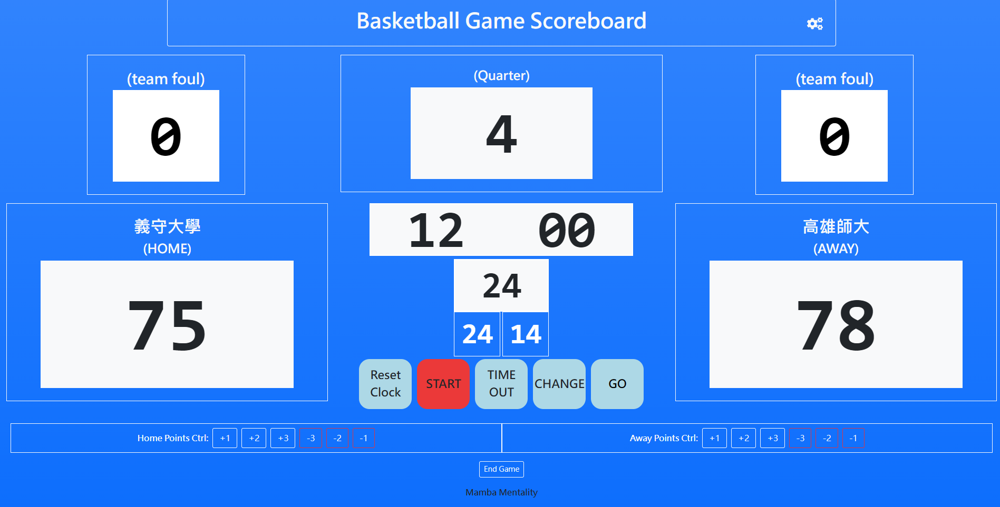 Basketball Game Scoreboard
(team foul)
0
(Quarter)
4
(team foul)
0
義守大學
(HOME)
75
12 00
24
24 14
高雄師大
(AWAY)
78
Reset
Clock
START
TIME
OUT
CHANGE
GO
Home Points Ctrl: +1 +2 +3 -3 -2 -1
Away Points Ctrl: +1 +2 +3 -3 -2 -1
End Game
Mamba Mentality